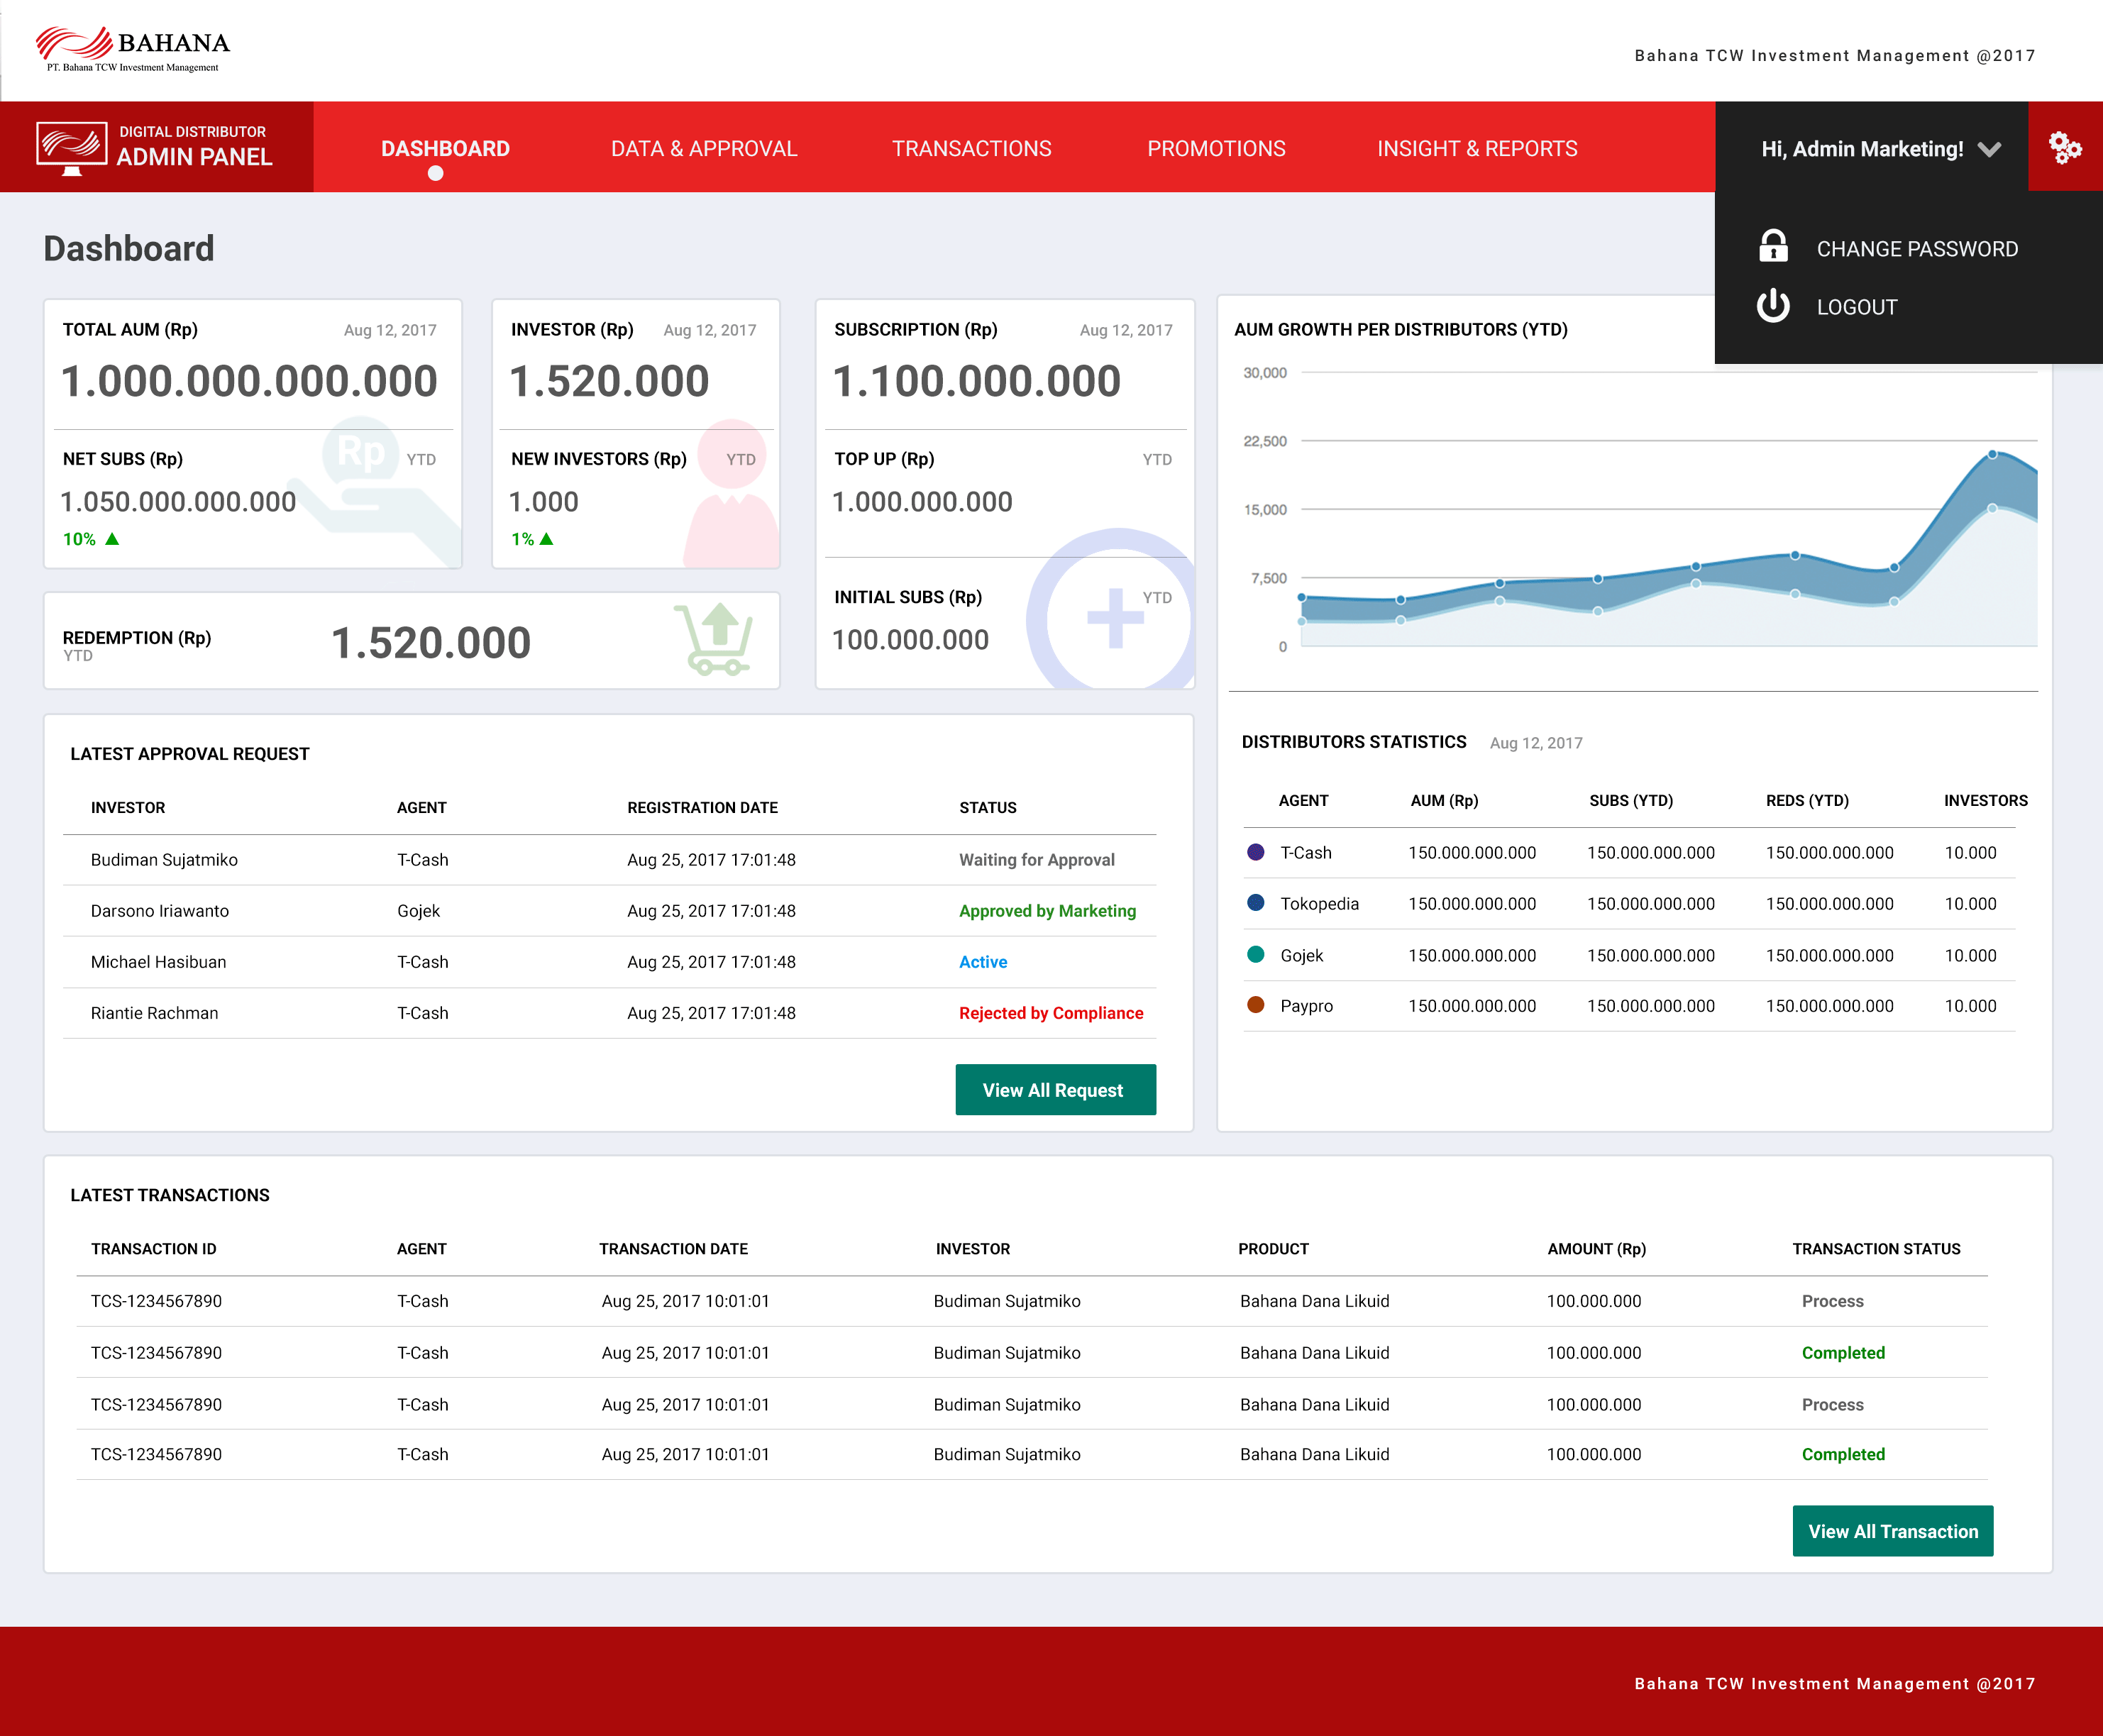 BAHANA
PT. Bahana TCW Investment Management
Bahana TCW Investment Management @2017
DIGITAL DISTRIBUTOR
ADMIN PANEL
DASHBOARD
DATA & APPROVAL
TRANSACTIONS
PROMOTIONS
INSIGHT & REPORTS
Hi, Admin Marketing!
CHANGE PASSWORD
LOGOUT
Dashboard
TOTAL AUM (Rp) Aug 12, 2017
1.000.000.000.000
Rp
NET SUBS (Rp) YTD
1.050.000.000.000
10%
INVESTOR (Rp) Aug 12, 2017
1.520.000
NEW INVESTORS (Rp) YTD
1.000
1%
SUBSCRIPTION (Rp) Aug 12, 2017
1.100.000.000
TOP UP (Rp) YTD
1.000.000.000
INITIAL SUBS (Rp) YTD
100.000.000
REDEMPTION (Rp)
YTD
1.520.000
AUM GROWTH PER DISTRIBUTORS (YTD)
30,000
22,500
15,000
7,500
0
DISTRIBUTORS STATISTICS Aug 12, 2017
AGENT AUM (Rp) SUBS (YTD) REDS (YTD) INVESTORS
T-Cash 150.000.000.000 150.000.000.000 150.000.000.000 10.000
Tokopedia 150.000.000.000 150.000.000.000 150.000.000.000 10.000
Gojek 150.000.000.000 150.000.000.000 150.000.000.000 10.000
Paypro 150.000.000.000 150.000.000.000 150.000.000.000 10.000
LATEST APPROVAL REQUEST
INVESTOR AGENT REGISTRATION DATE STATUS
Budiman Sujatmiko T-Cash Aug 25, 2017 17:01:48 Waiting for Approval
Darsono Iriawanto Gojek Aug 25, 2017 17:01:48 Approved by Marketing
Michael Hasibuan T-Cash Aug 25, 2017 17:01:48 Active
Riantie Rachman T-Cash Aug 25, 2017 17:01:48 Rejected by Compliance
View All Request
LATEST TRANSACTIONS
TRANSACTION ID AGENT TRANSACTION DATE INVESTOR PRODUCT AMOUNT (Rp) TRANSACTION STATUS
TCS-1234567890 T-Cash Aug 25, 2017 10:01:01 Budiman Sujatmiko Bahana Dana Likuid 100.000.000 Process
TCS-1234567890 T-Cash Aug 25, 2017 10:01:01 Budiman Sujatmiko Bahana Dana Likuid 100.000.000 Completed
TCS-1234567890 T-Cash Aug 25, 2017 10:01:01 Budiman Sujatmiko Bahana Dana Likuid 100.000.000 Process
TCS-1234567890 T-Cash Aug 25, 2017 10:01:01 Budiman Sujatmiko Bahana Dana Likuid 100.000.000 Completed
View All Transaction
Bahana TCW Investment Management @2017